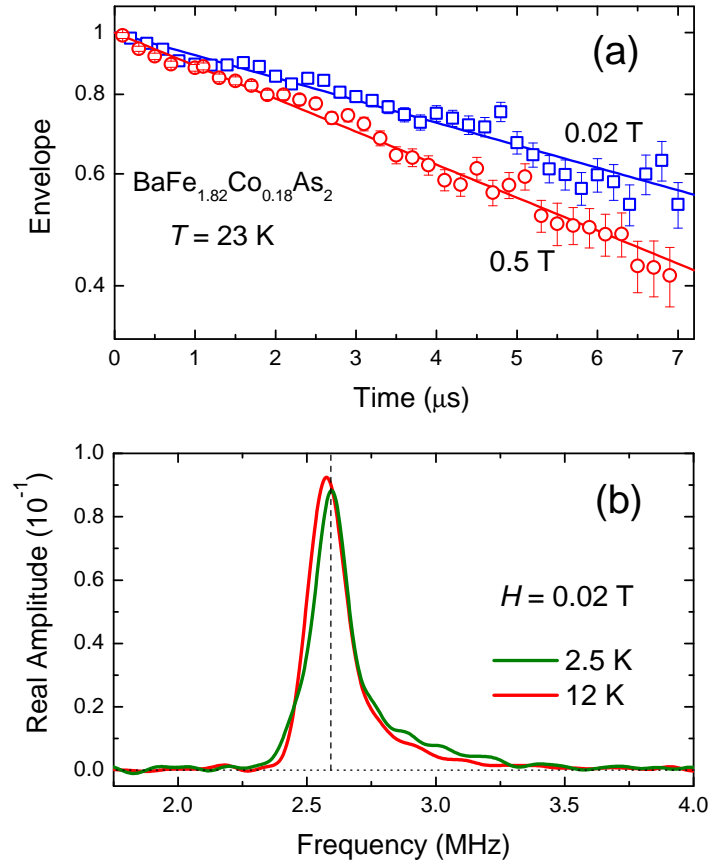 (a)
1
0.8
0.6
0.4
Envelope
0.02 T
0.5 T
BaFe1.82Co0.18As2
T = 23 K
0 1 2 3 4 5 6 7
Time (μs)
(b)
1.0
0.8
0.6
0.4
0.2
0.0
Real Amplitude (10-1)
H = 0.02 T
2.5 K
12 K
2.0 2.5 3.0 3.5 4.0
Frequency (MHz)